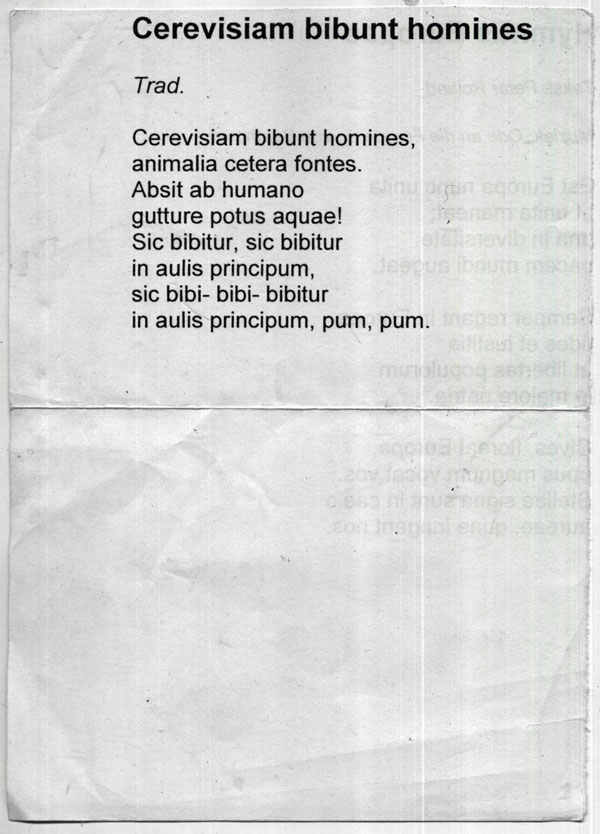 Cerevisiam bibunt homines
Trad.
Cerevisiam bibunt homines,
animalia cetera fontes.
Absit ab humano
gutture potus aquae!
Sic bibitur, sic bibitur
in aulis principum,
sic bibi- bibi- bibitur
in aulis principum, pum, pum.